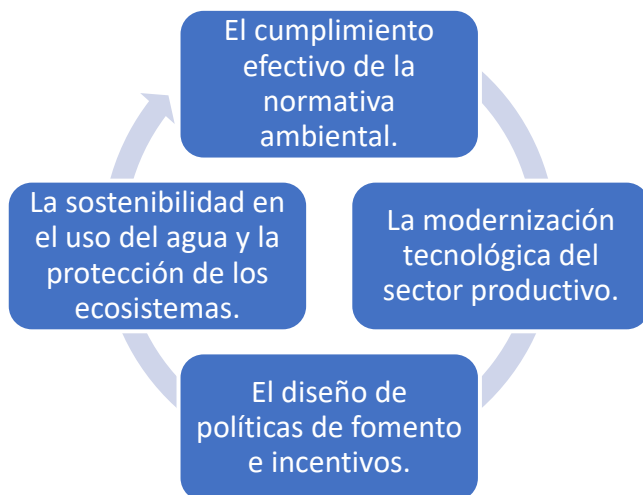 El cumplimiento
efectivo de la
normativa
ambiental.
La modernización
tecnológica del
sector productivo.
El diseño de
políticas de fomento
e incentivos.
La sostenibilidad en
el uso del agua y la
protección de los
ecosistemas.